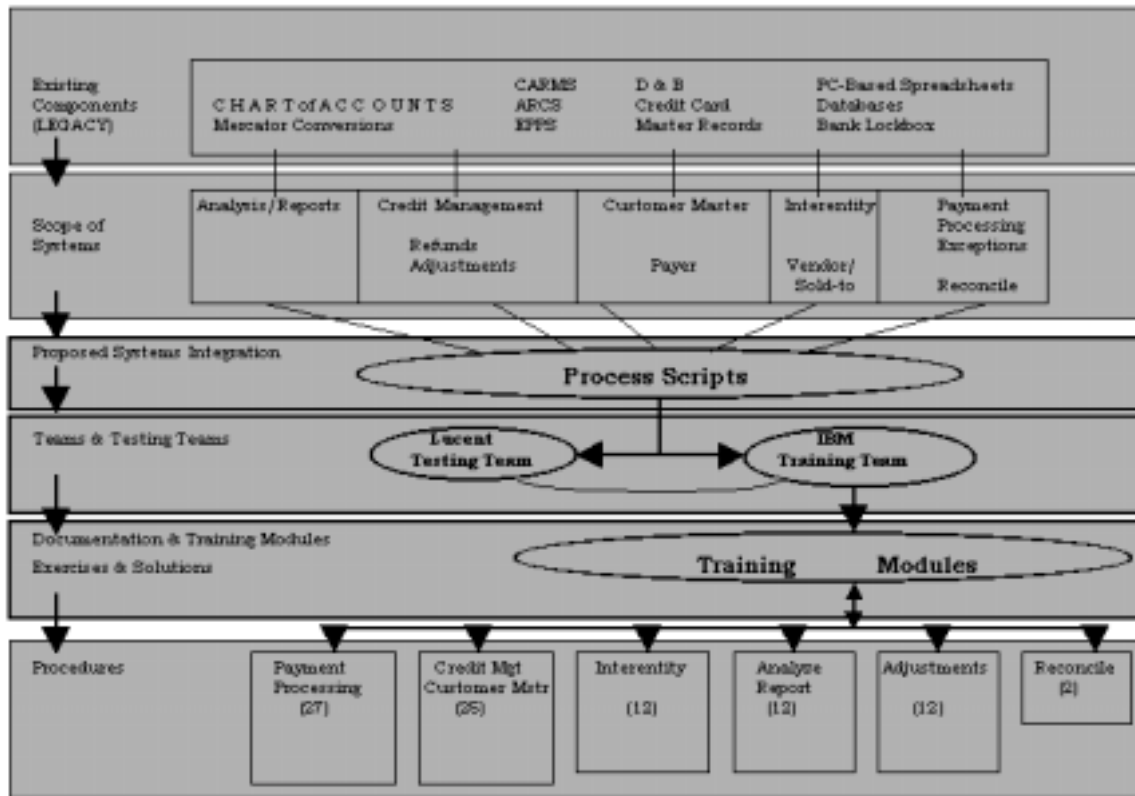 Existing
Components
(LEGACY)
C H A R T of A C C O U N T S
Mercator Conversions
CARMS
ARCS
EPPS
D & B
Credit Card
Master Records
PC-Based Spreadsheets
Databases
Bank Lockbox
Scope of
Systems
Analysis/Reports
Credit Management
Refunds
Adjustments
Customer Master
Payer
Interentity
Vendor/
Sold-to
Payment
Processing
Exceptions
Reconcile
Proposed Systems Integration
Process Scripts
Teams & Testing Teams
Lucent
Testing Team
IBM
Training Team
Documentation & Training Modules
Exercises & Solutions
Training Modules
Procedures
Payment
Processing
(27)
Credit Mgt
Customer Mstr
(25)
Interentity
(12)
Analyze
Report
(12)
Adjustments
(12)
Reconcile
(2)